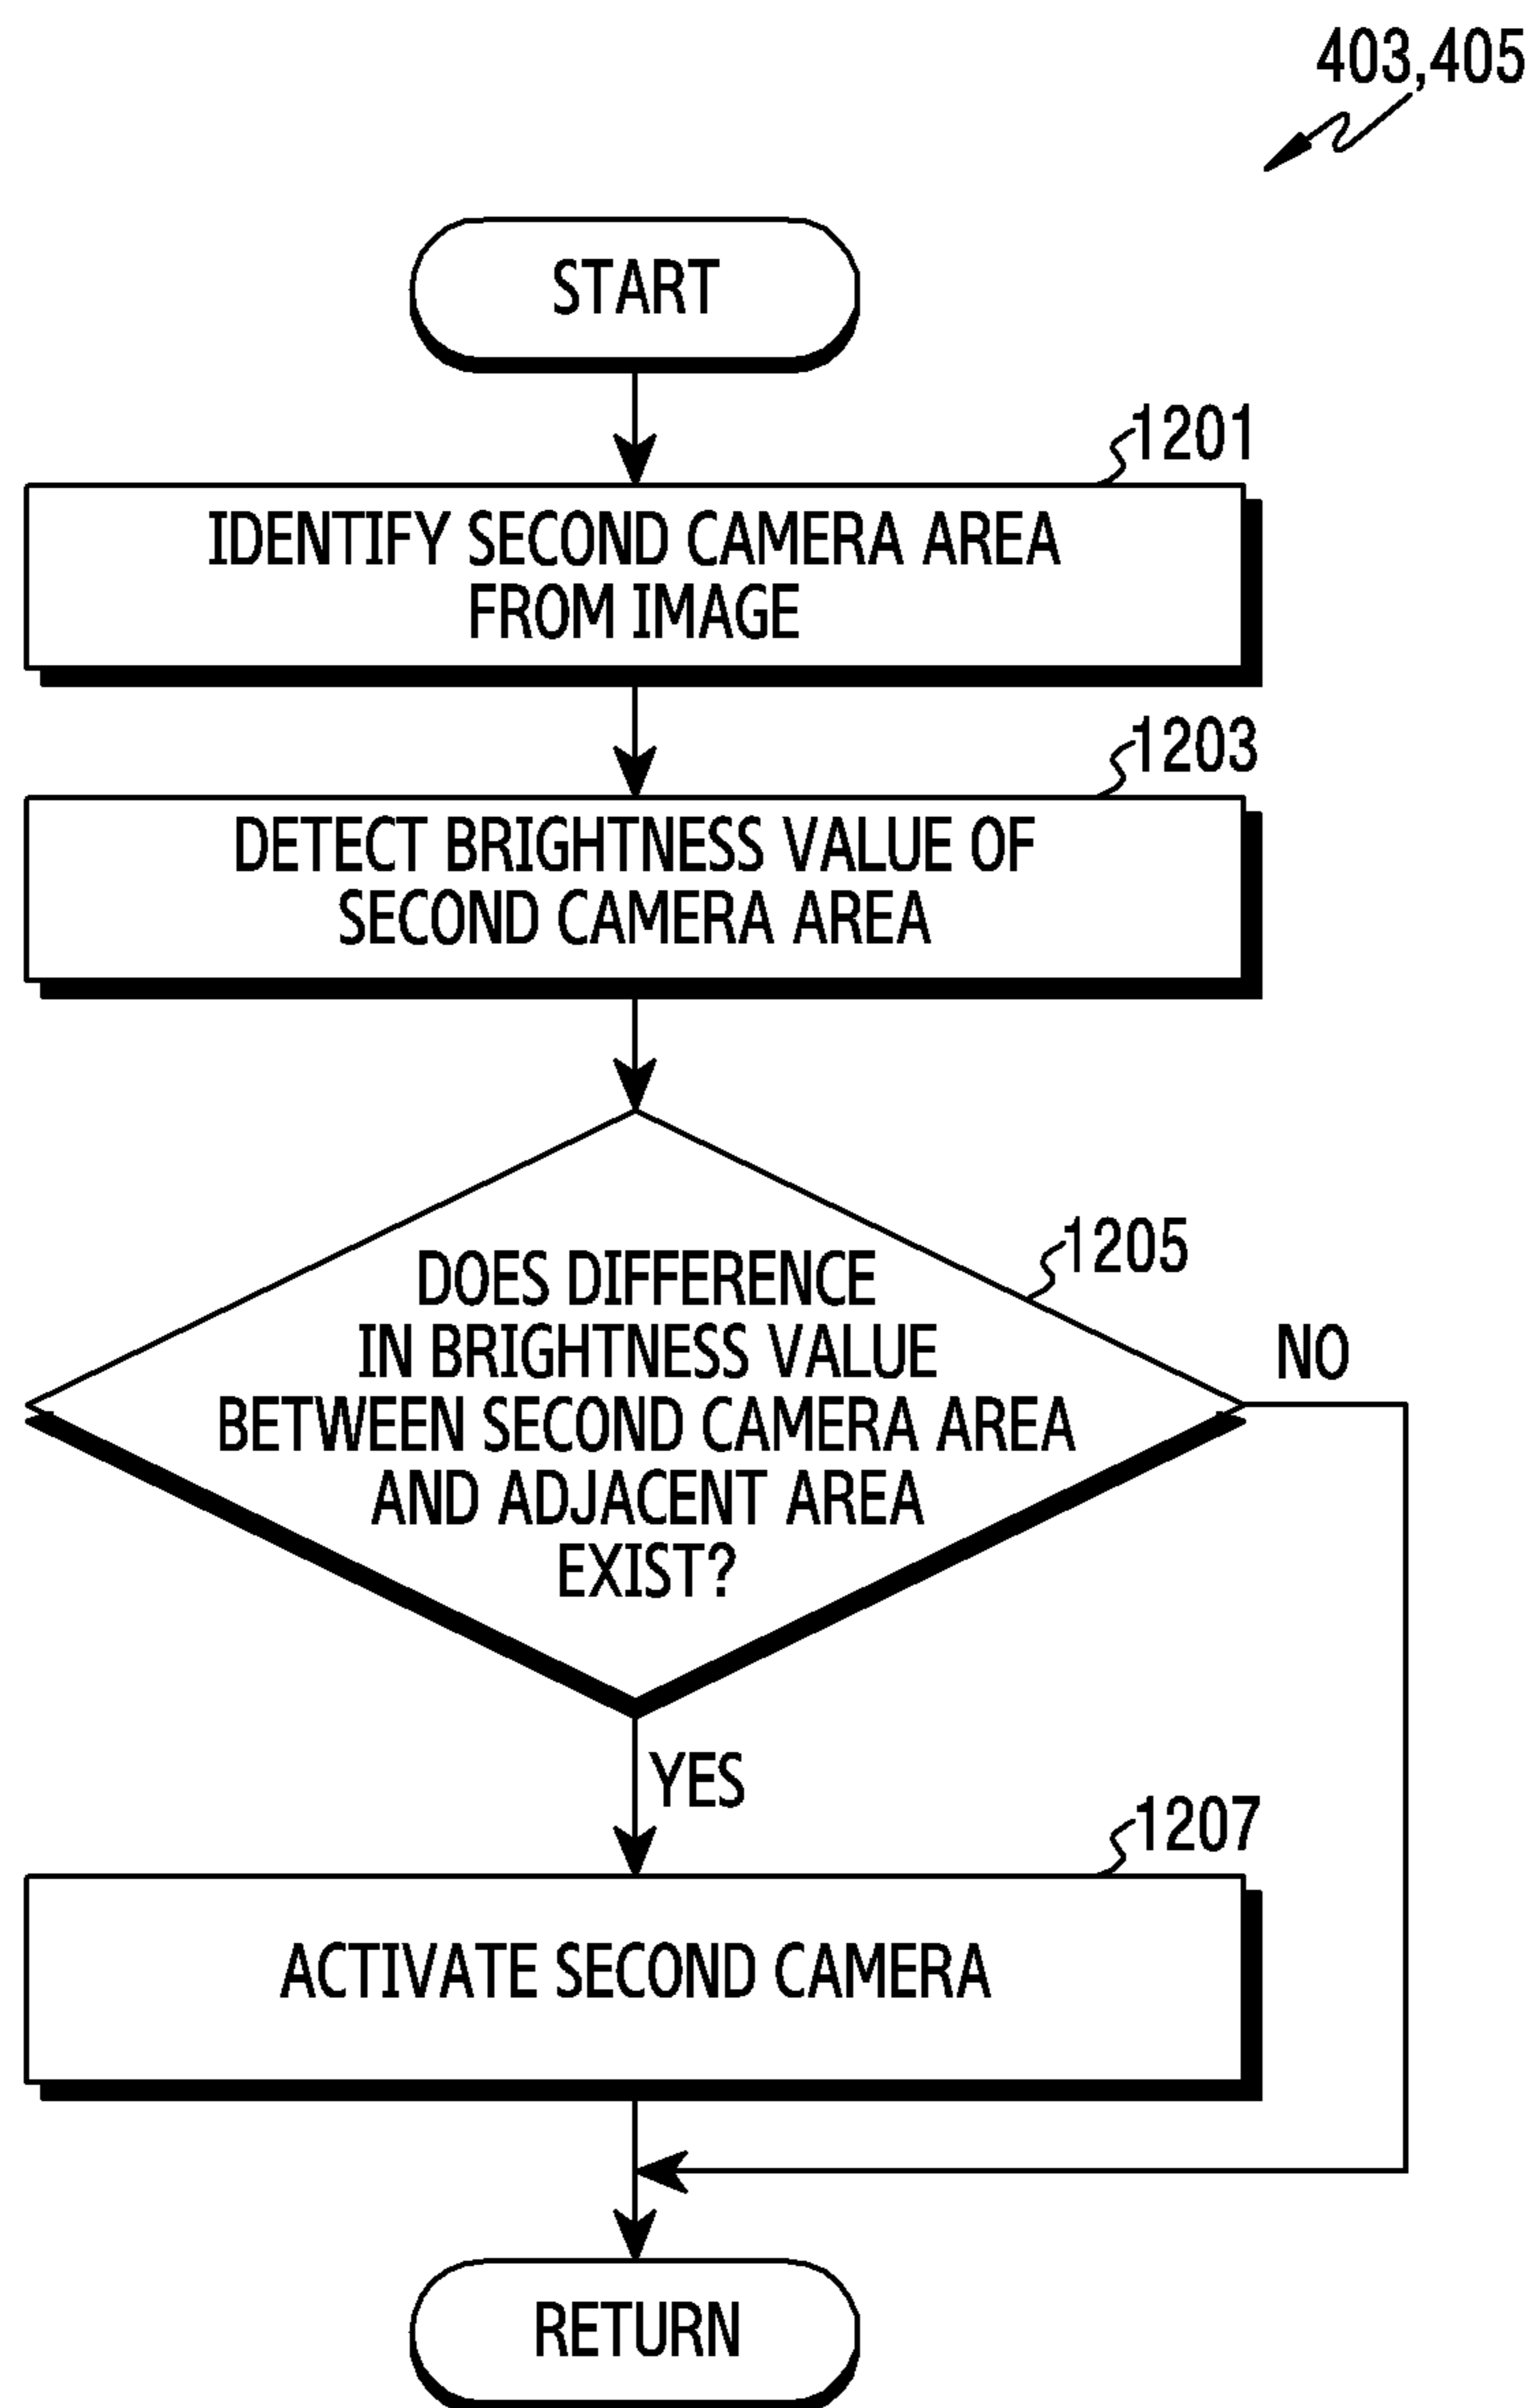 403,405
START
1201
IDENTIFY SECOND CAMERA AREA
FROM IMAGE
1203
DETECT BRIGHTNESS VALUE OF
SECOND CAMERA AREA
1205
DOES DIFFERENCE
IN BRIGHTNESS VALUE
BETWEEN SECOND CAMERA AREA
AND ADJACENT AREA
EXIST?
NO
YES
1207
ACTIVATE SECOND CAMERA
RETURN